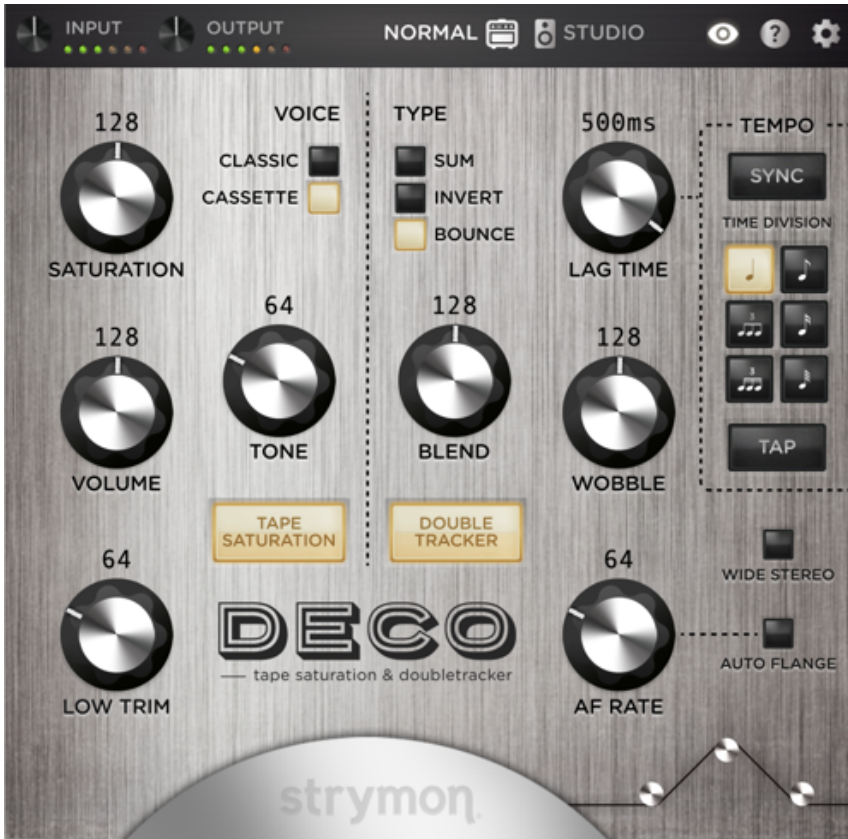 INPUT
OUTPUT
NORMAL
STUDIO
?
128
SATURATION
VOICE
CLASSIC
CASSETTE
TYPE
SUM
INVERT
BOUNCE
500ms
LAG TIME
TEMPO
SYNC
TIME DIVISION
3
3
TAP
128
VOLUME
64
TONE
128
BLEND
128
WOBBLE
TAPE
SATURATION
DOUBLE
TRACKER
64
LOW TRIM
DECO
tape saturation & doubletracker
64
AF RATE
WIDE STEREO
AUTO FLANGE
strymon